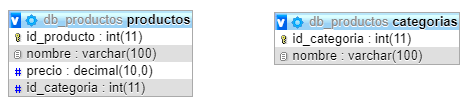 db_productos productos
id_producto : int(11)
nombre : varchar(100)
precio : decimal(10,0)
id_categoria : int(11)
db_productos categorias
id_categoria : int(11)
nombre : varchar(100)